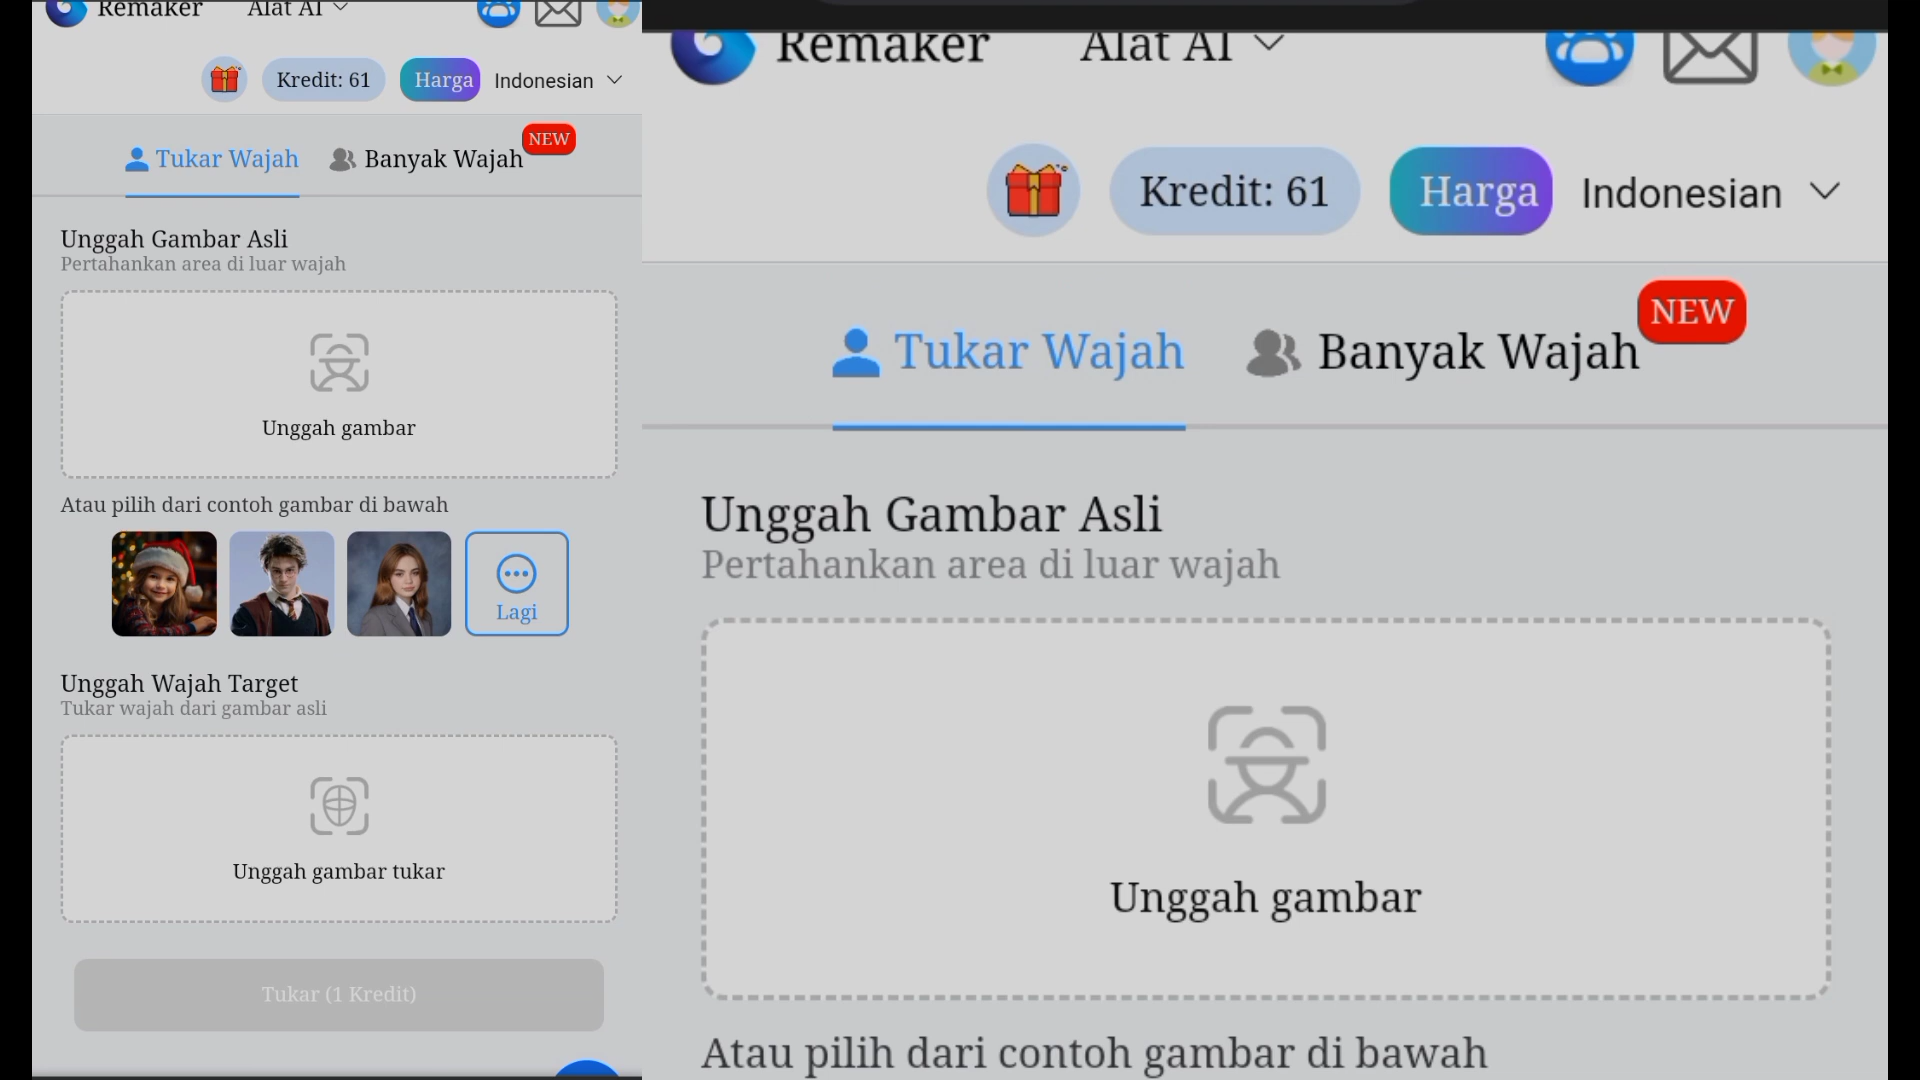 Remaker Alat AI
Kredit: 61 Harga Indonesian
Tukar Wajah Banyak Wajah NEW
Unggah Gambar Asli
Pertahankan area di luar wajah
Unggah gambar
Atau pilih dari contoh gambar di bawah
Lagi
Unggah Wajah Target
Tukar wajah dari gambar asli
Unggah gambar tukar
Tukar (1 Kredit)
Remaker Alat AI
Kredit: 61 Harga Indonesian
Tukar Wajah Banyak Wajah NEW
Unggah Gambar Asli
Pertahankan area di luar wajah
Unggah gambar
Atau pilih dari contoh gambar di bawah